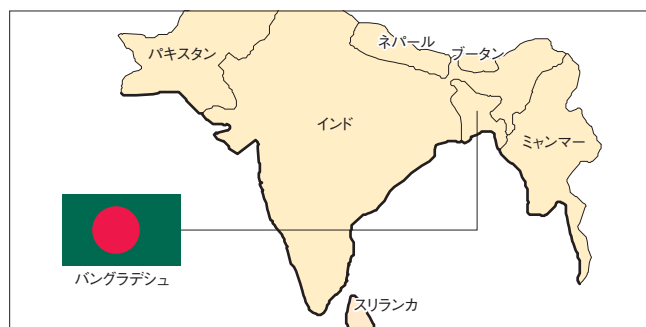 ネパール
ブータン
パキスタン
インド
ミャンマー
バングラデシュ
スリランカ